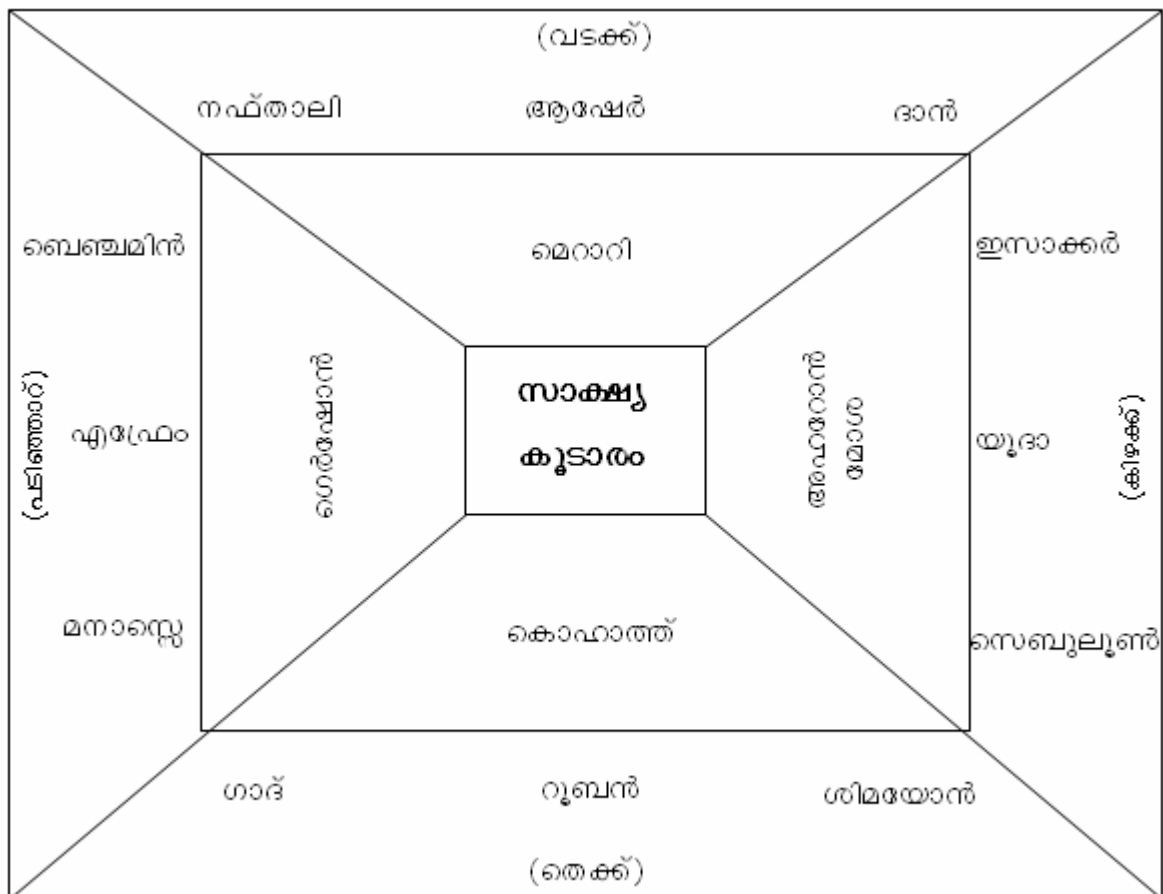 (വടക്ക്)
നഫ്താലി ആഷേർ ദാൻ
ബെഞ്ചമിൻ മെറാറി ഇസാക്കർ
(പടിഞ്ഞാറ്)
എഫ്രേം
ഗെർഷോൻ
സാക്ഷ്യ
കൂടാരം
അഹറോൻ
മോശ
യൂദാ
(കിഴക്ക്)
മനാസ്സെ കൊഹാത്ത് സെബുലൂൺ
ഗാദ് റൂബൻ ശിമയോൻ
(തെക്ക്)